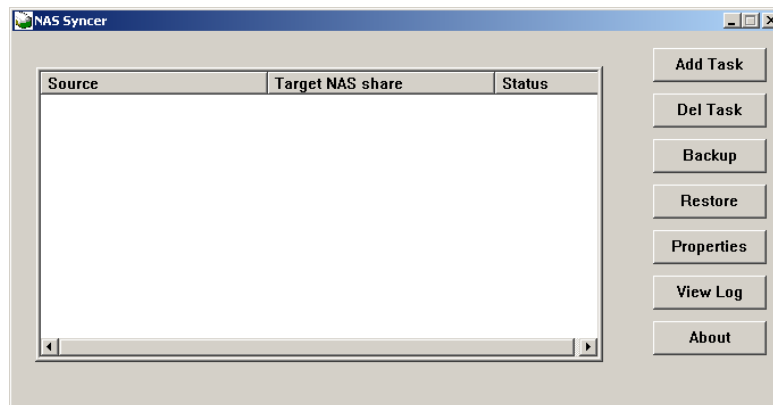 NAS Syncer
Source Target NAS share Status
Add Task
Del Task
Backup
Restore
Properties
View Log
About